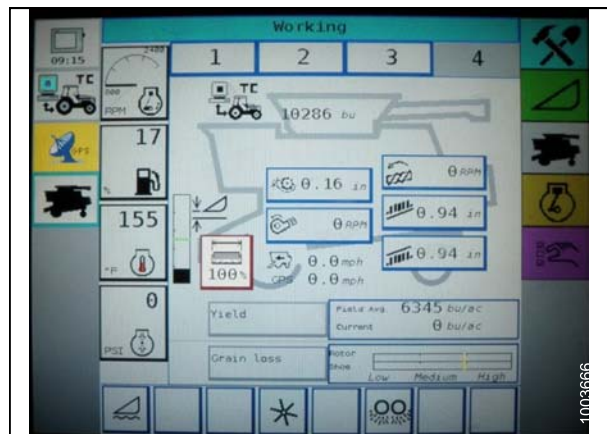 Working
09:15
2400
1 2 3 4
TC
RPM
TC
10286 bu
GPS
17
%
0.16 in
0 RPM
155
°F
0 RPM
0.94 in
100%
0.0 mph
GPS 0.0 mph
0.94 in
0
PSI
Yield
Field Avg. 6345 bu/ac
Current 0 bu/ac
Grain loss
Rotor
Shoe
Low Medium High
1003666